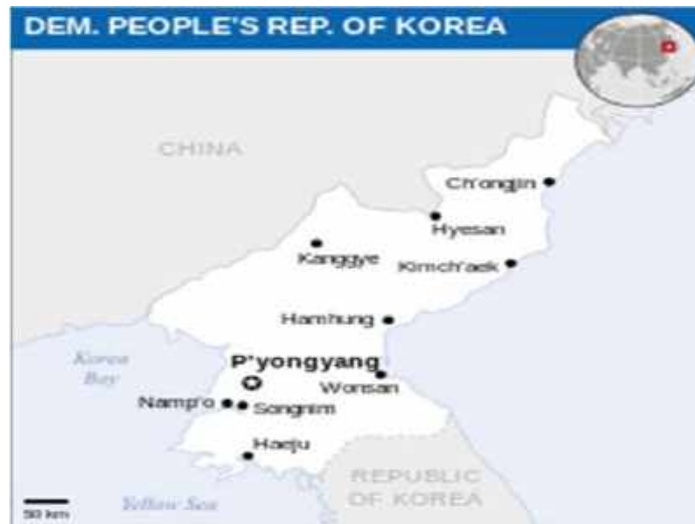 DEM. PEOPLE'S REP. OF KOREA
CHINA
Ch'ongjin
Hyesan
Kanggye
Kimch'aek
Hamhung
Korea
Bay
P'yongyang
Wonsan
Namp'o
Songnim
Haeju
REPUBLIC
OF KOREA
Yellow Sea
50 km